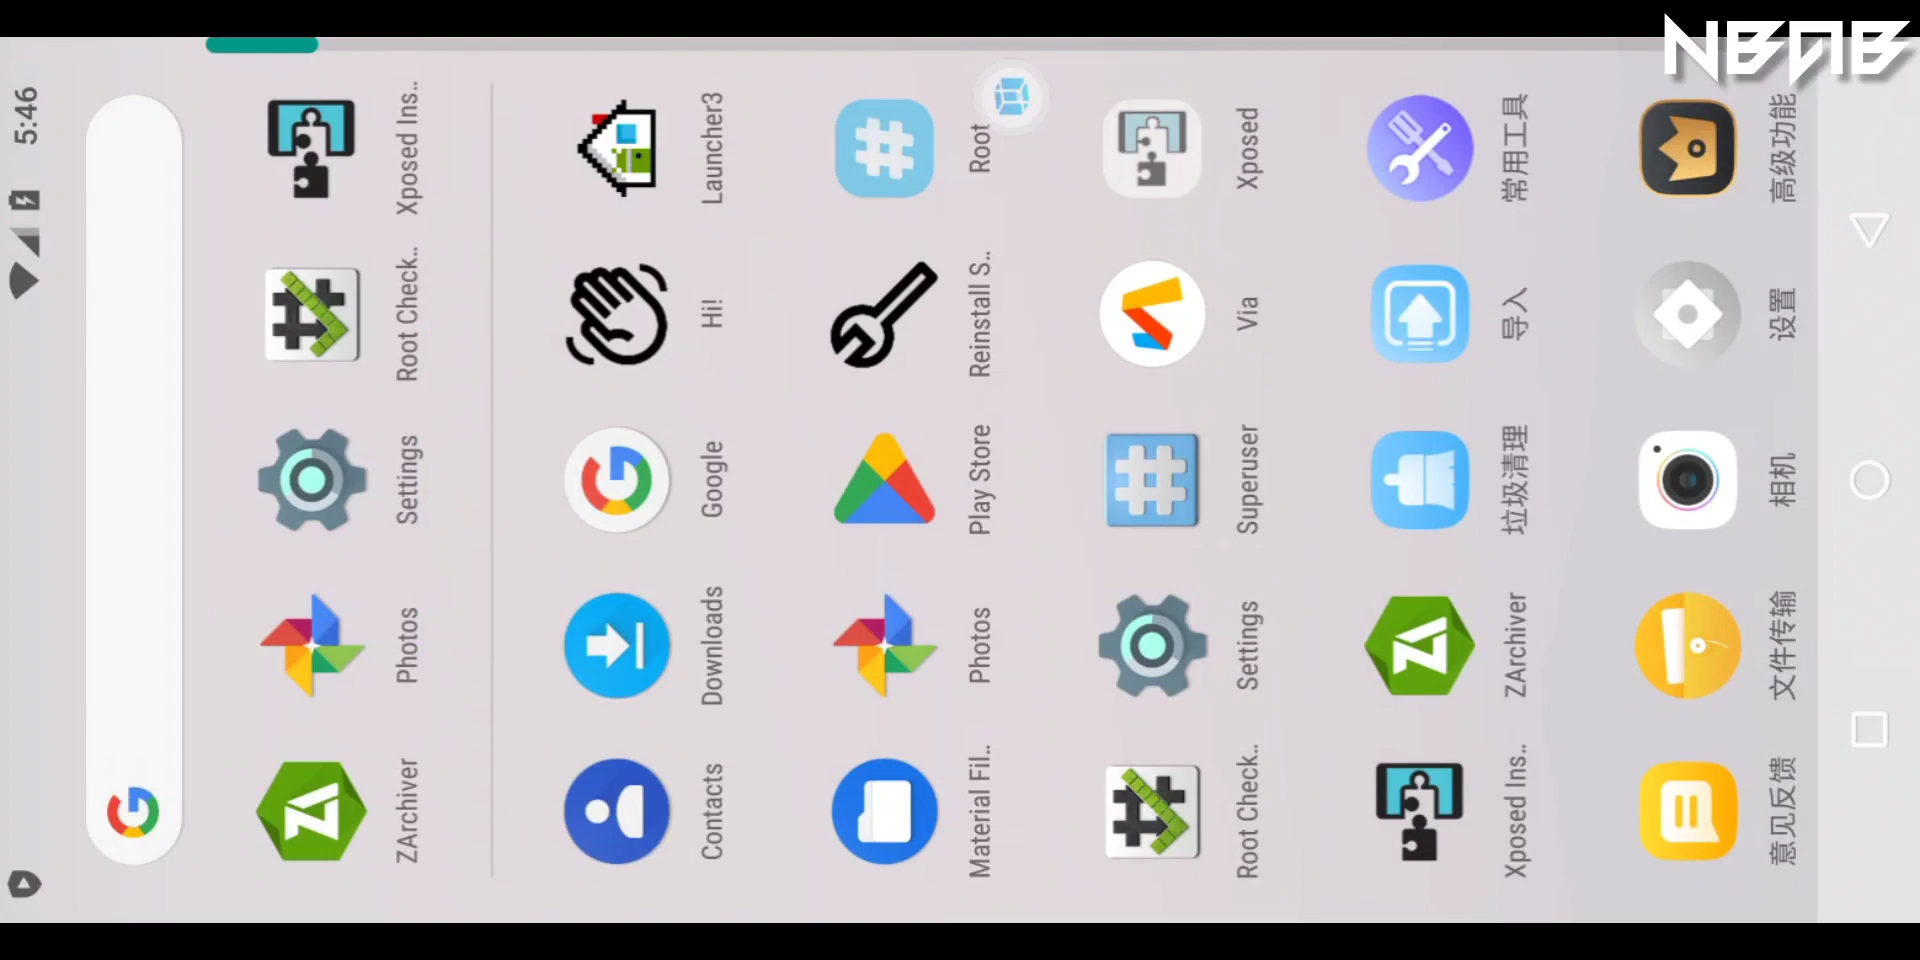 5:46
ZArchiver Photos Settings Root Check.. Xposed Ins..
Contacts Downloads Google Hi! Launcher3
Material Fil.. Photos Play Store Reinstall S.. Root
Root Check.. Settings Superuser Via Xposed
Xposed Ins.. ZArchiver 垃圾清理 导入 常用工具
意见反馈 文件传输 相机 设置 高级功能